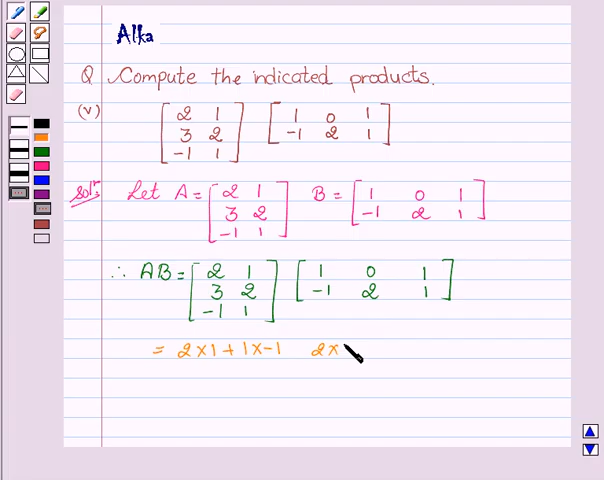 Alka
Q Compute the indicated products.
(v) [2 1 [1 0 1
3 2 -1 2 1]
-1 1]
Solⁿ Let A = [2 1 B = [1 0 1
3 2 -1 2 1]
-1 1]
∴ AB = [2 1 [1 0 1
3 2 -1 2 1]
-1 1]
= 2×1+1×-1 2×